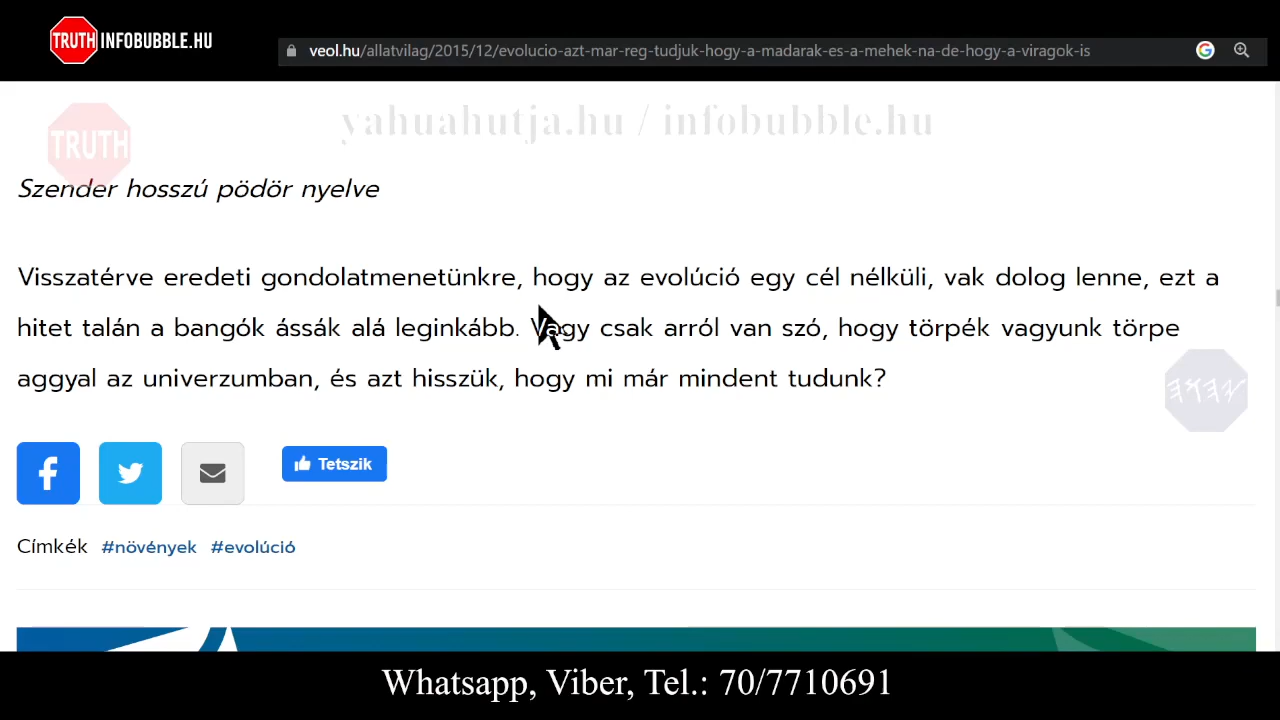 TRUTH INFOBUBBLE.HU
veol.hu/allatvilag/2015/12/evolucio-azt-mar-reg-tudjuk-hogy-a-madarak-es-a-mehek-na-de-hogy-a-viragok-is
yahuahutja.hu / infobubble.hu
TRUTH
Szender hosszú pödör nyelve
Visszatérve eredeti gondolatmenetünkre, hogy az evolúció egy cél nélküli, vak dolog lenne, ezt a
hitet talán a bangók ássák alá leginkább. Vagy csak arról van szó, hogy törpék vagyunk törpe
aggyal az univerzumban, és azt hisszük, hogy mi már mindent tudunk?
𐤉𐤄𐤅𐤄
Tetszik
Címkék #növények #evolúció
Whatsapp, Viber, Tel.: 70/7710691